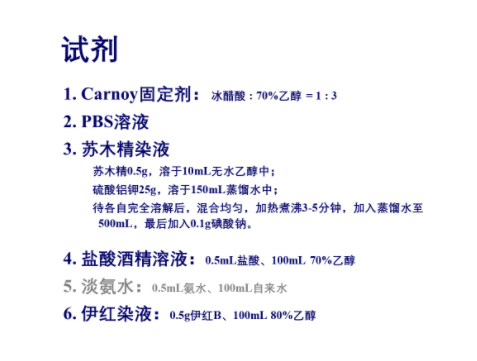 试剂
1. Carnoy固定剂： 冰醋酸：70%乙醇 = 1：3
2. PBS溶液
3. 苏木精染液
苏木精0.5g，溶于10mL无水乙醇中；
硫酸铝钾25g，溶于150mL蒸馏水中；
待各自完全溶解后，混合均匀，加热煮沸3-5分钟，加入蒸馏水至
500mL，最后加入0.1g碘酸钠。
4. 盐酸酒精溶液：0.5mL盐酸、100mL 70%乙醇
5. 淡氨水：0.5mL氨水、100mL自来水
6. 伊红染液：0.5g伊红B、100mL 80%乙醇